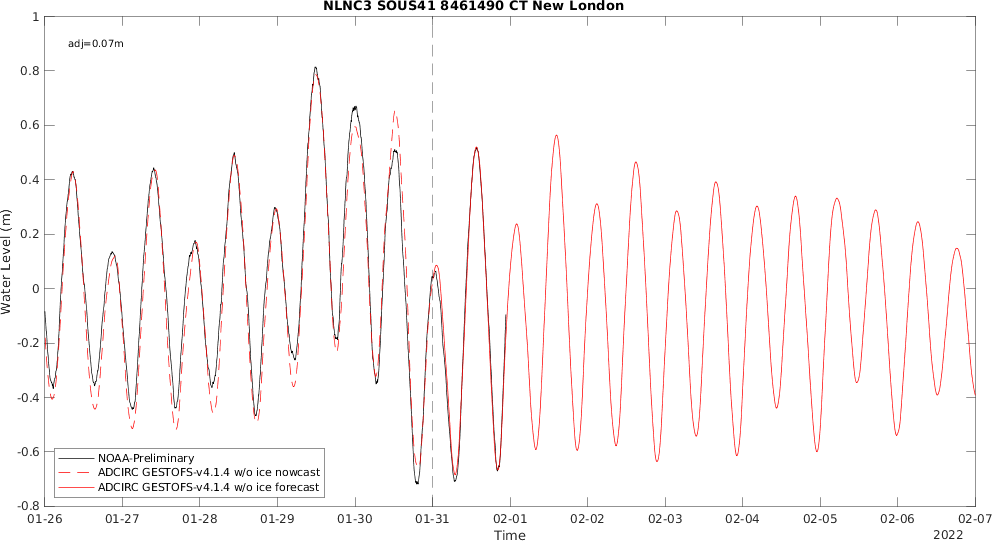 NLNC3 SOUS41 8461490 CT New London
adj=0.07m
1
0.8
0.6
0.4
0.2
0
-0.2
-0.4
-0.6
-0.8
Water Level (m)
NOAA-Preliminary
ADCIRC GESTOFS-v4.1.4 w/o ice nowcast
ADCIRC GESTOFS-v4.1.4 w/o ice forecast
01-26 01-27 01-28 01-29 01-30 01-31 02-01 02-02 02-03 02-04 02-05 02-06 02-07
Time
2022